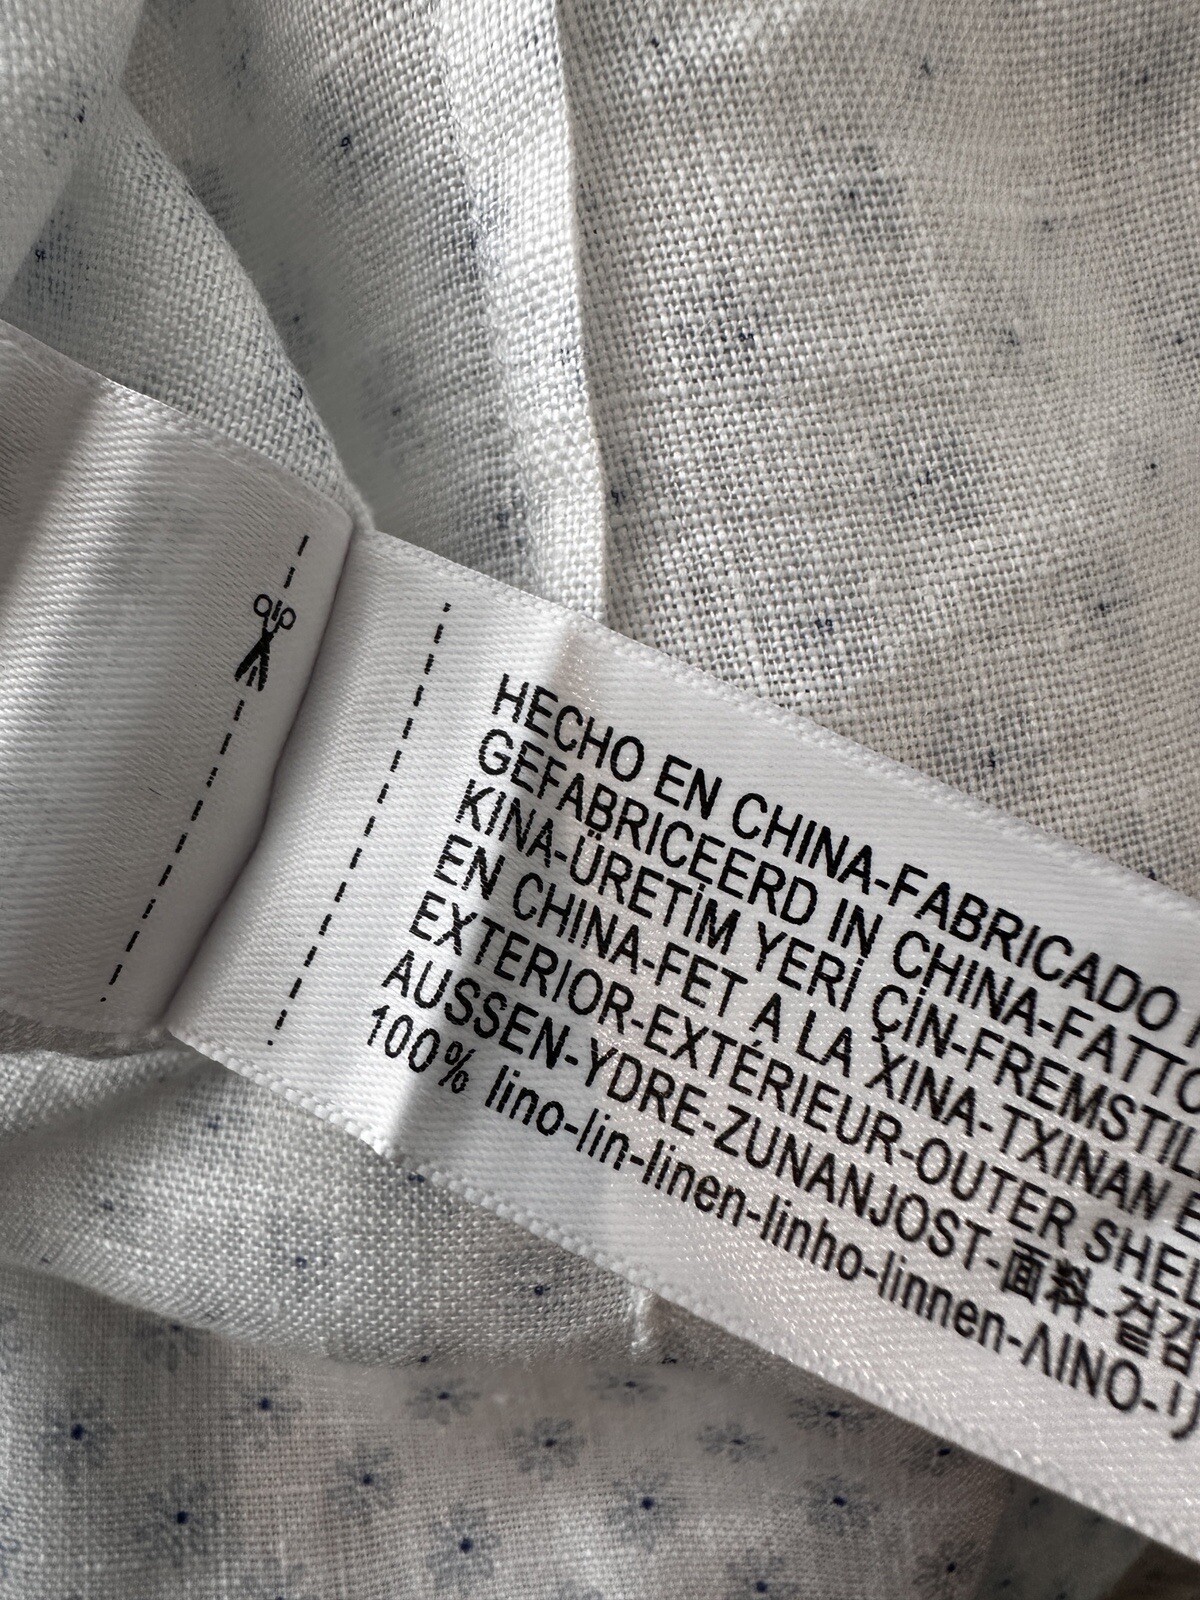 HECHO EN CHINA-FABRICADO
GEFABRICEERD IN CHINA-FATTO
KINA-ÜRETİM YERİ ÇİN-FREMSTIL
EN CHINA-FET A LA XINA-TXINAN E
EXTERIOR-EXTÉRIEUR-OUTER SHEL
AUSSEN-YDRE-ZUNANJOST-面料-겉감
100% lino-lin-linen-linho-linnen-ΛΙΝΟ-リ